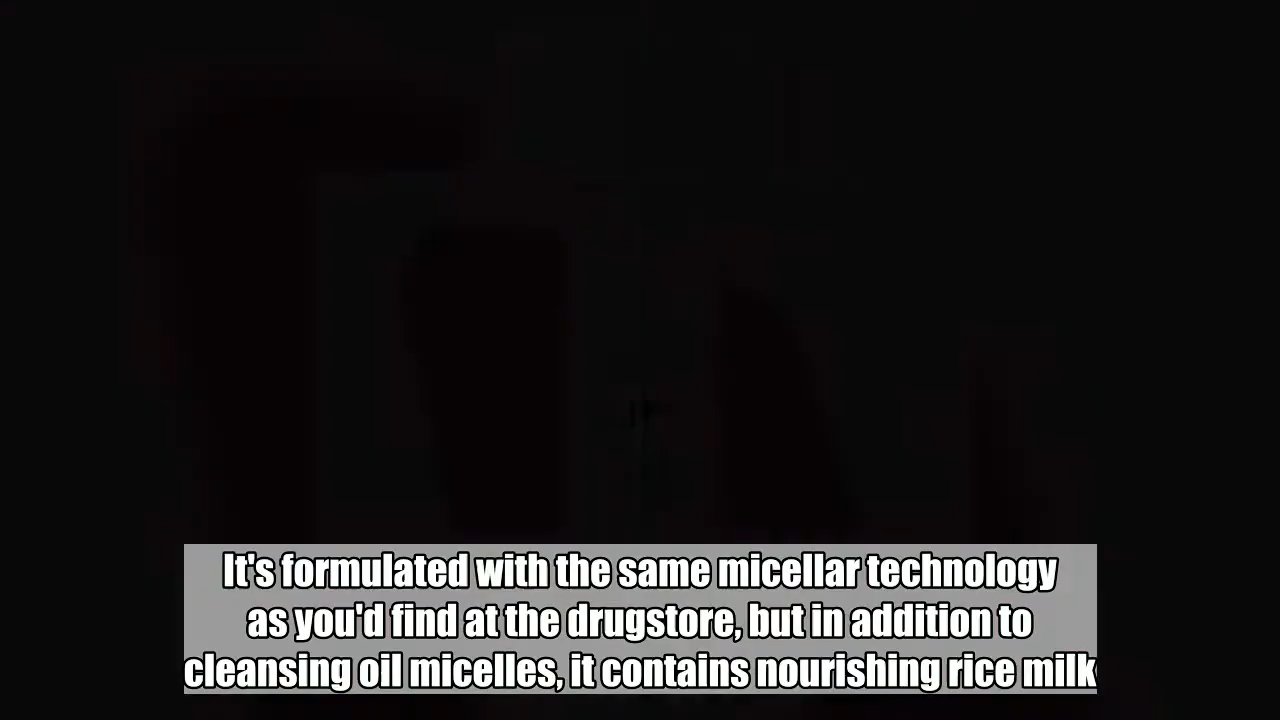 It's formulated with the same micellar technology
as you'd find at the drugstore, but in addition to
cleansing oil micelles, it contains nourishing rice milk